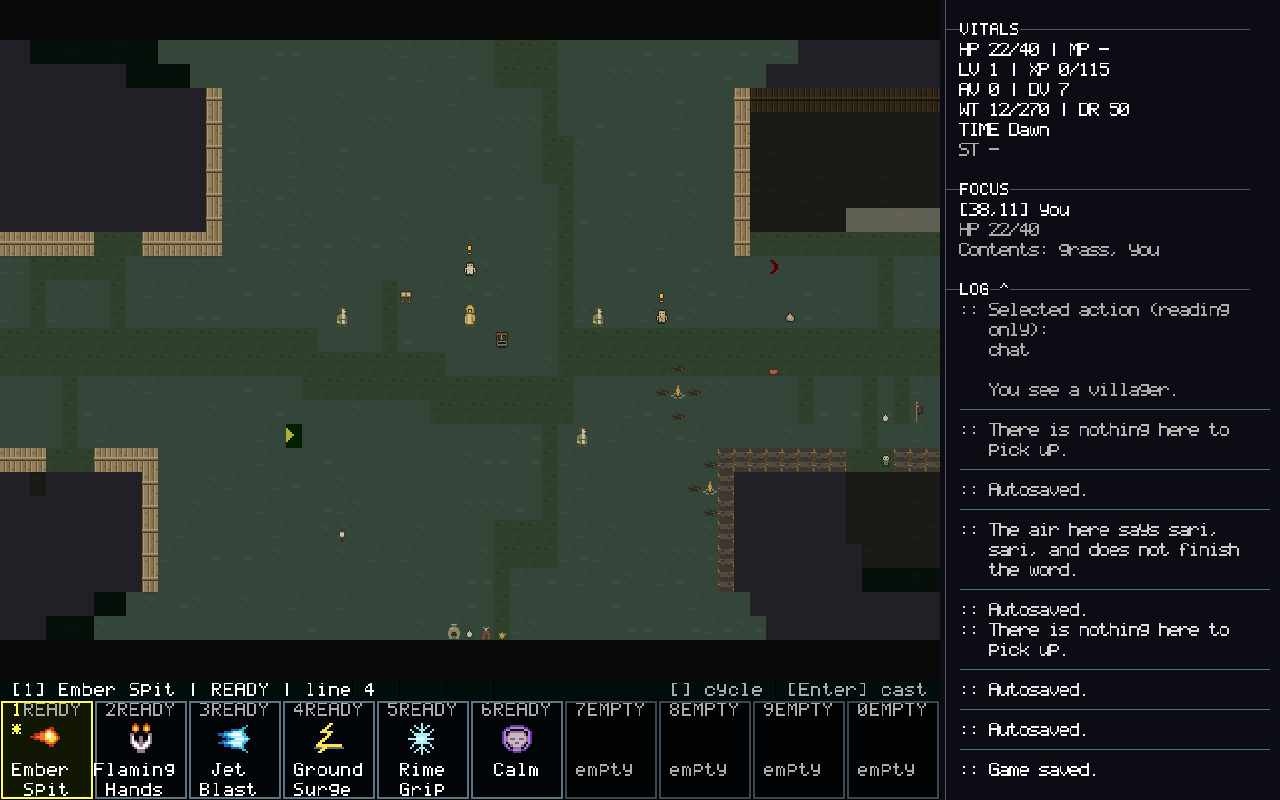 VITALS
HP 22/40 | MP -
LV 1 | XP 0/115
AV 0 | DV 7
WT 12/270 | DR 50
TIME Dawn
ST -
FOCUS
[38,11] You
HP 22/40
Contents: grass, You
LOG ^
:: Selected action (reading
only):
chat
You see a villager.
:: There is nothing here to
Pick up.
:: Autosaved.
:: The air here says sari,
sari, and does not finish
the word.
:: Autosaved.
:: There is nothing here to
Pick up.
:: Autosaved.
:: Autosaved.
:: Game saved.
[1] Ember Spit | READY | line 4
[] cycle [Enter] cast
1READY 2READY 3READY 4READY 5READY 6READY 7EMPTY 8EMPTY 9EMPTY 0EMPTY
*
Ember Flaming Jet Ground Rime Calm empty empty empty empty
Spit Hands Blast Surge Grip